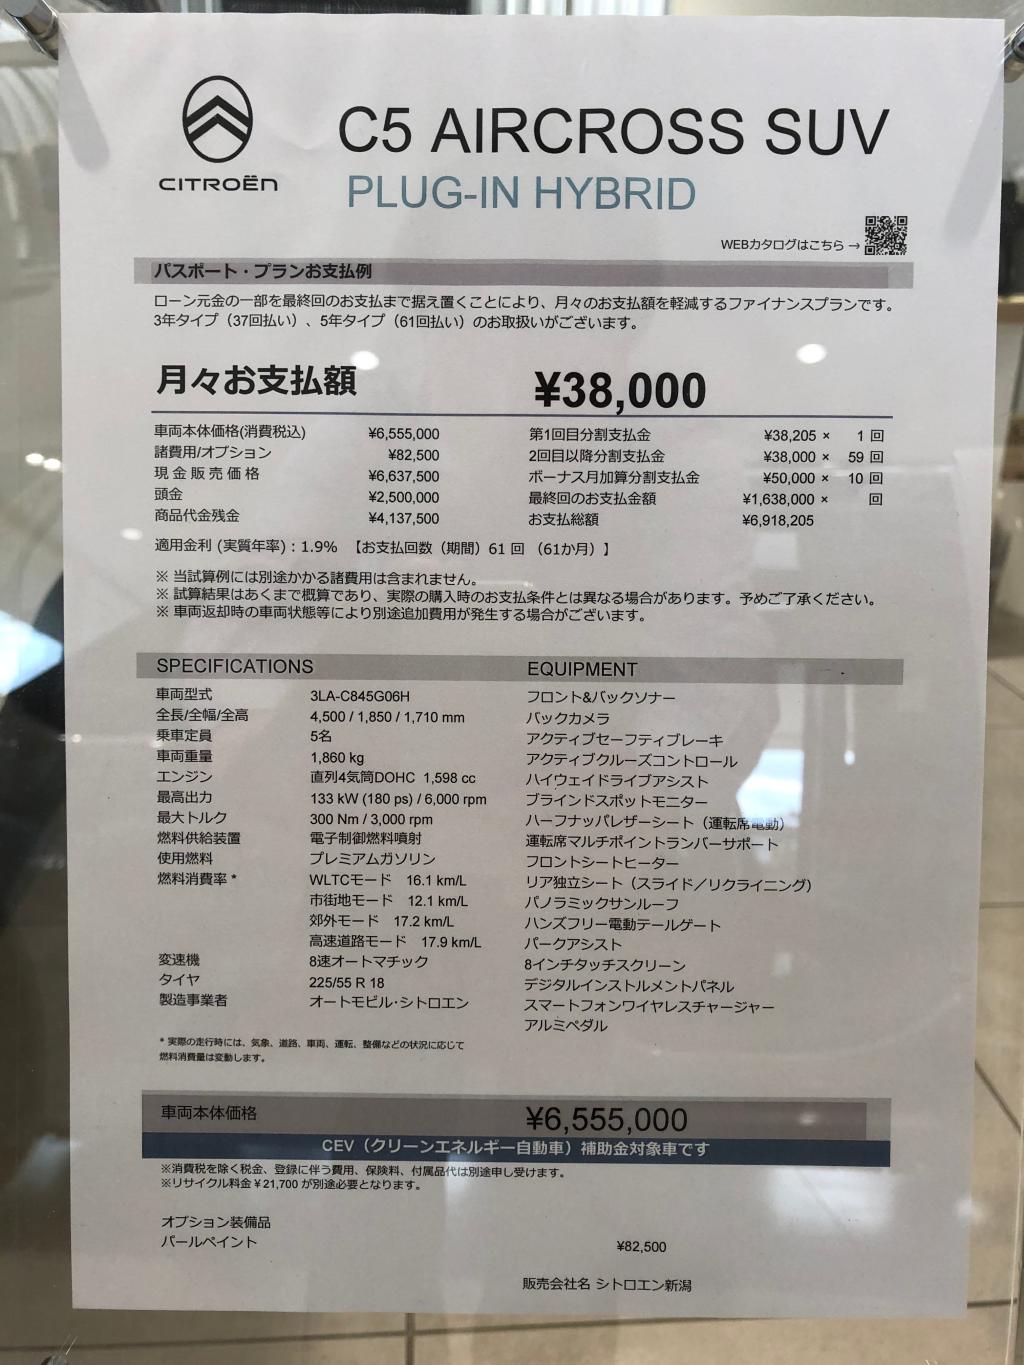 CITROËN
C5 AIRCROSS SUV
PLUG-IN HYBRID
WEBカタログはこちら→
パスポート・プランお支払例
ローン元金の一部を最終回のお支払まで据え置くことにより、月々のお支払額を軽減するファイナンスプランです。
3年タイプ（37回払い）、5年タイプ（61回払い）のお取扱いがございます。
月々お支払額 ¥38,000
車両本体価格(消費税込) ¥6,555,000 第1回目分割支払金 ¥38,205 × 1 回
諸費用/オプション ¥82,500 2回目以降分割支払金 ¥38,000 × 59 回
現金販売価格 ¥6,637,500 ボーナス月加算分割支払金 ¥50,000 × 10 回
頭金 ¥2,500,000 最終回のお支払金額 ¥1,638,000 × 回
商品代金残金 ¥4,137,500 お支払総額 ¥6,918,205
適用金利 (実質年率)：1.9% 【お支払回数（期間）61 回 （61か月）】
※ 当試算例には別途かかる諸費用は含まれません。
※ 試算結果はあくまで概算であり、実際の購入時のお支払条件とは異なる場合があります。予めご了承ください。
※ 車両返却時の車両状態等により別途追加費用が発生する場合がございます。
SPECIFICATIONS
車両型式 3LA-C845G06H
全長/全幅/全高 4,500 / 1,850 / 1,710 mm
乗車定員 5名
車両重量 1,860 kg
エンジン 直列4気筒DOHC 1,598 cc
最高出力 133 kW (180 ps) / 6,000 rpm
最大トルク 300 Nm / 3,000 rpm
燃料供給装置 電子制御燃料噴射
使用燃料 プレミアムガソリン
燃料消費率 * WLTCモード 16.1 km/L
市街地モード 12.1 km/L
郊外モード 17.2 km/L
高速道路モード 17.9 km/L
変速機 8速オートマチック
タイヤ 225/55 R 18
製造事業者 オートモビル･シトロエン
* 実際の走行時には、気象、道路、車両、運転、整備などの状況に応じて
燃料消費量は変動します。
EQUIPMENT
フロント&バックソナー
バックカメラ
アクティブセーフティブレーキ
アクティブクルーズコントロール
ハイウェイドライブアシスト
ブラインドスポットモニター
ハーフナッパレザーシート（運転席電動）
運転席マルチポイントランバーサポート
フロントシートヒーター
リア独立シート（スライド／リクライニング）
パノラミックサンルーフ
ハンズフリー電動テールゲート
パークアシスト
8インチタッチスクリーン
デジタルインストルメントパネル
スマートフォンワイヤレスチャージャー
アルミペダル
車両本体価格 ¥6,555,000
CEV（クリーンエネルギー自動車）補助金対象車です
※消費税を除く税金、登録に伴う費用、保険料、付属品代は別途申し受けます。
※リサイクル料金￥21,700 が別途必要となります。
オプション装備品
パールペイント ¥82,500
販売会社名 シトロエン新潟